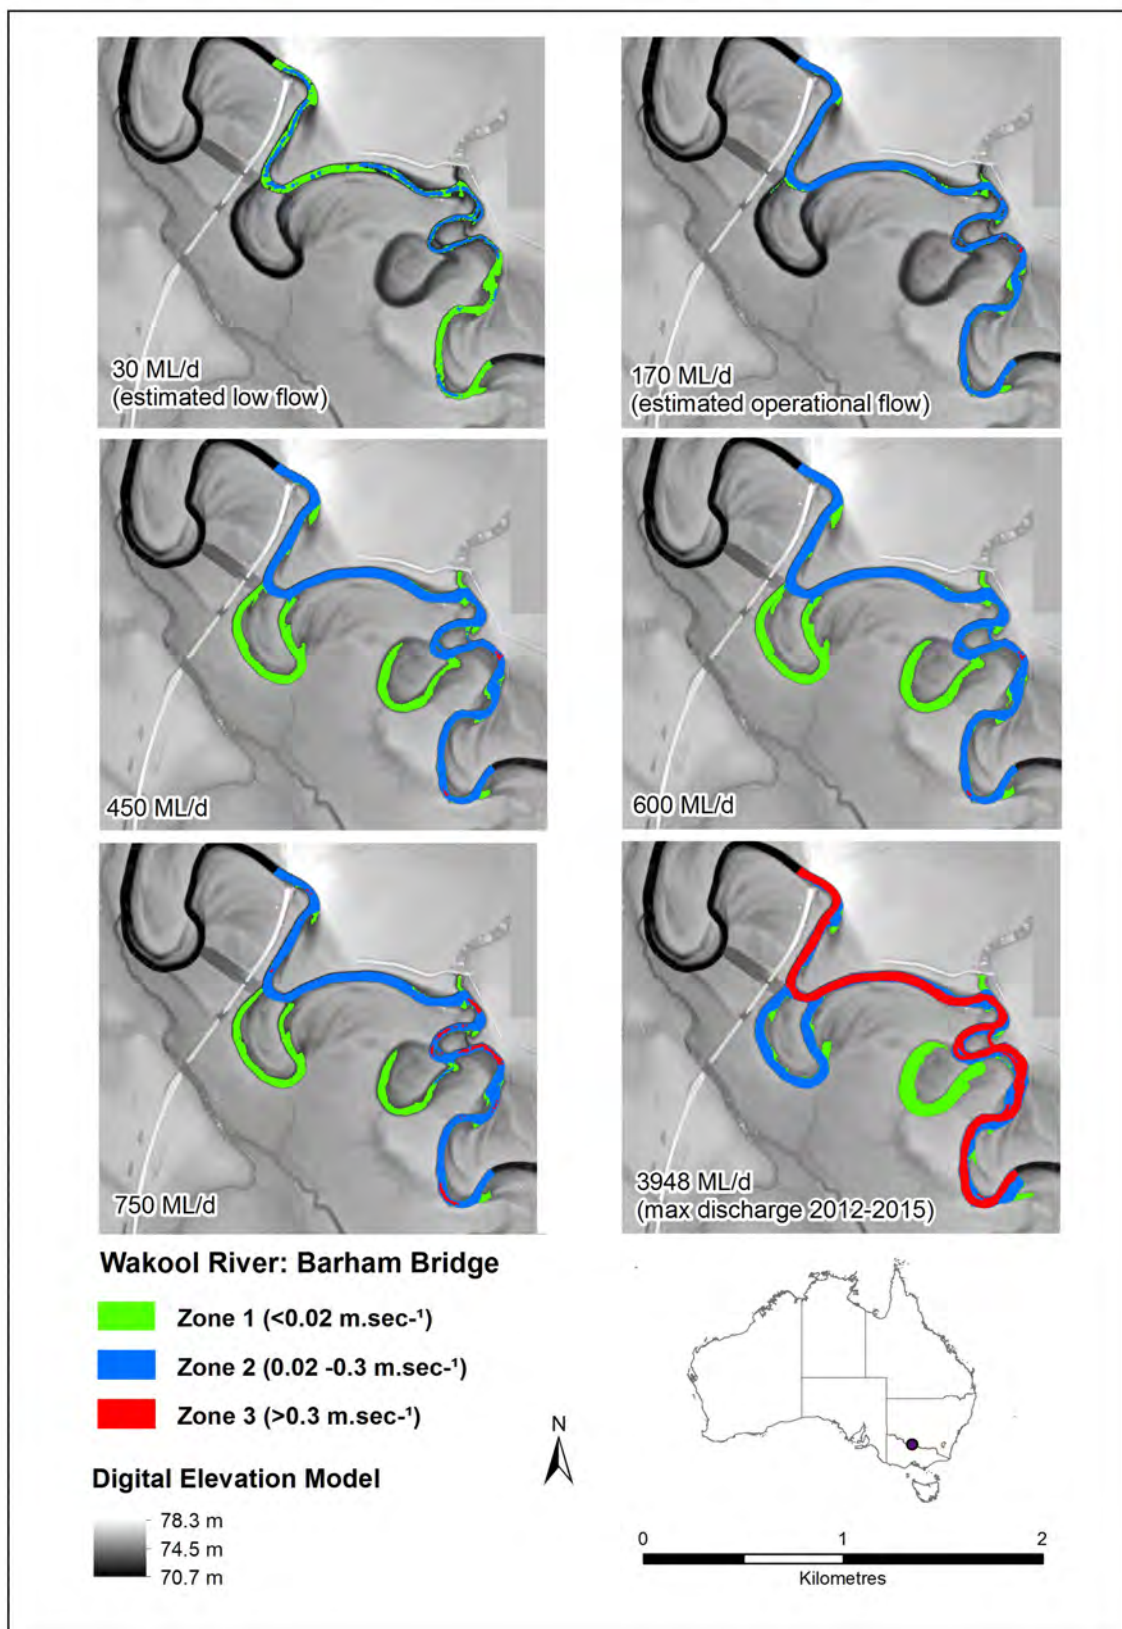 30 ML/d
(estimated low flow)
170 ML/d
(estimated operational flow)
450 ML/d
600 ML/d
750 ML/d
3948 ML/d
(max discharge 2012-2015)
Wakool River: Barham Bridge
Zone 1 (<0.02 m.sec-¹)
Zone 2 (0.02 -0.3 m.sec-¹)
Zone 3 (>0.3 m.sec-¹)
Digital Elevation Model
78.3 m
74.5 m
70.7 m
N
0 1 2
Kilometres